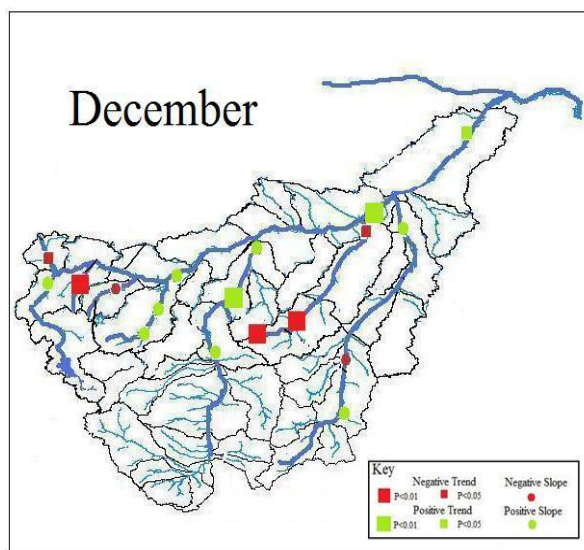 December
Key
Negative Trend Negative Slope
P<0.01 P<0.05
Positive Trend Positive Slope
P<0.01 P<0.05